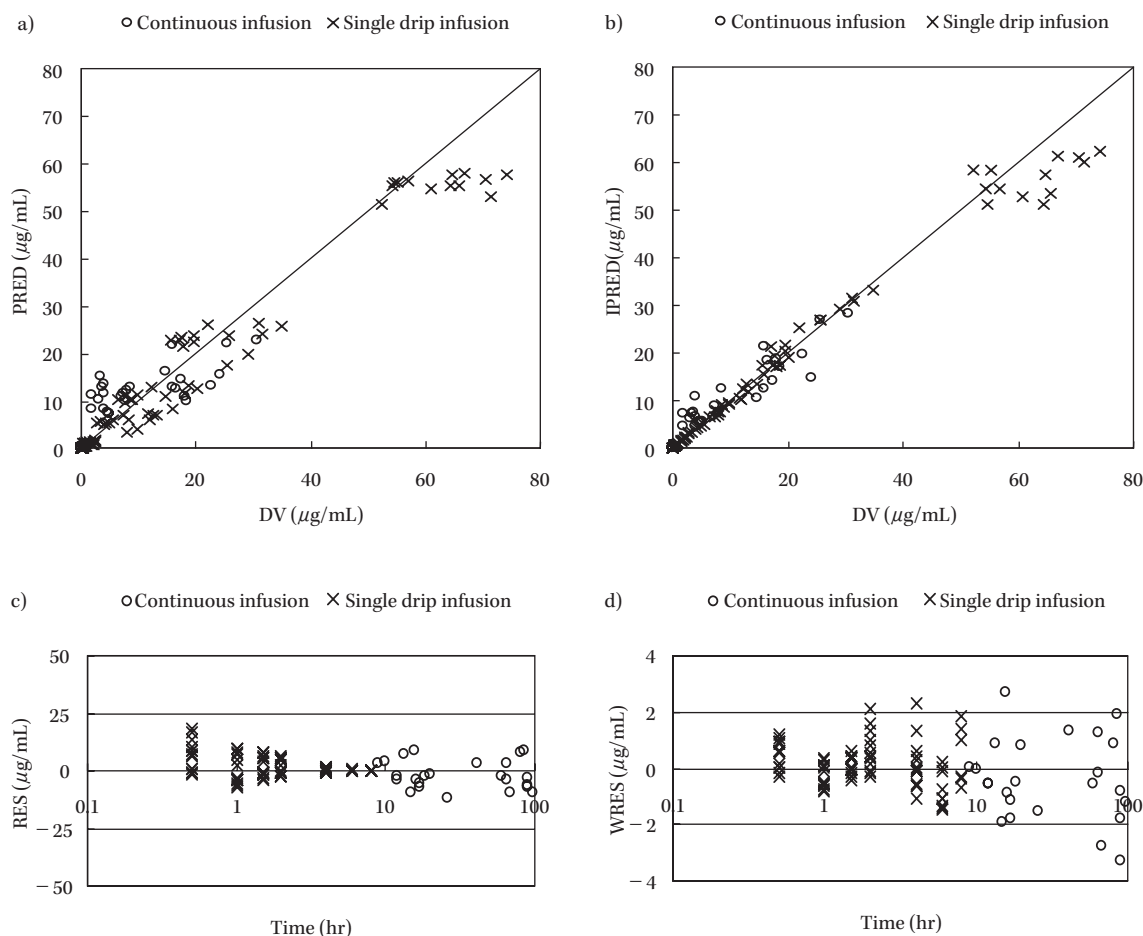 a)
○ Continuous infusion × Single drip infusion
80
70
60
50
40
30
20
10
0
0 20 40 60 80
PRED (μg/mL)
DV (μg/mL)
b)
○ Continuous infusion × Single drip infusion
80
70
60
50
40
30
20
10
0
0 20 40 60 80
IPRED(μg/mL)
DV (μg/mL)
c)
○Continuous infusion × Single drip infusion
50
25
0
−25
−50
0.1 1 10 100
RES (μg/mL)
Time (hr)
d)
○ Continuous infusion × Single drip infusion
4
2
0
−2
−4
0.1 1 10 100
WRES (μg/mL)
Time (hr)